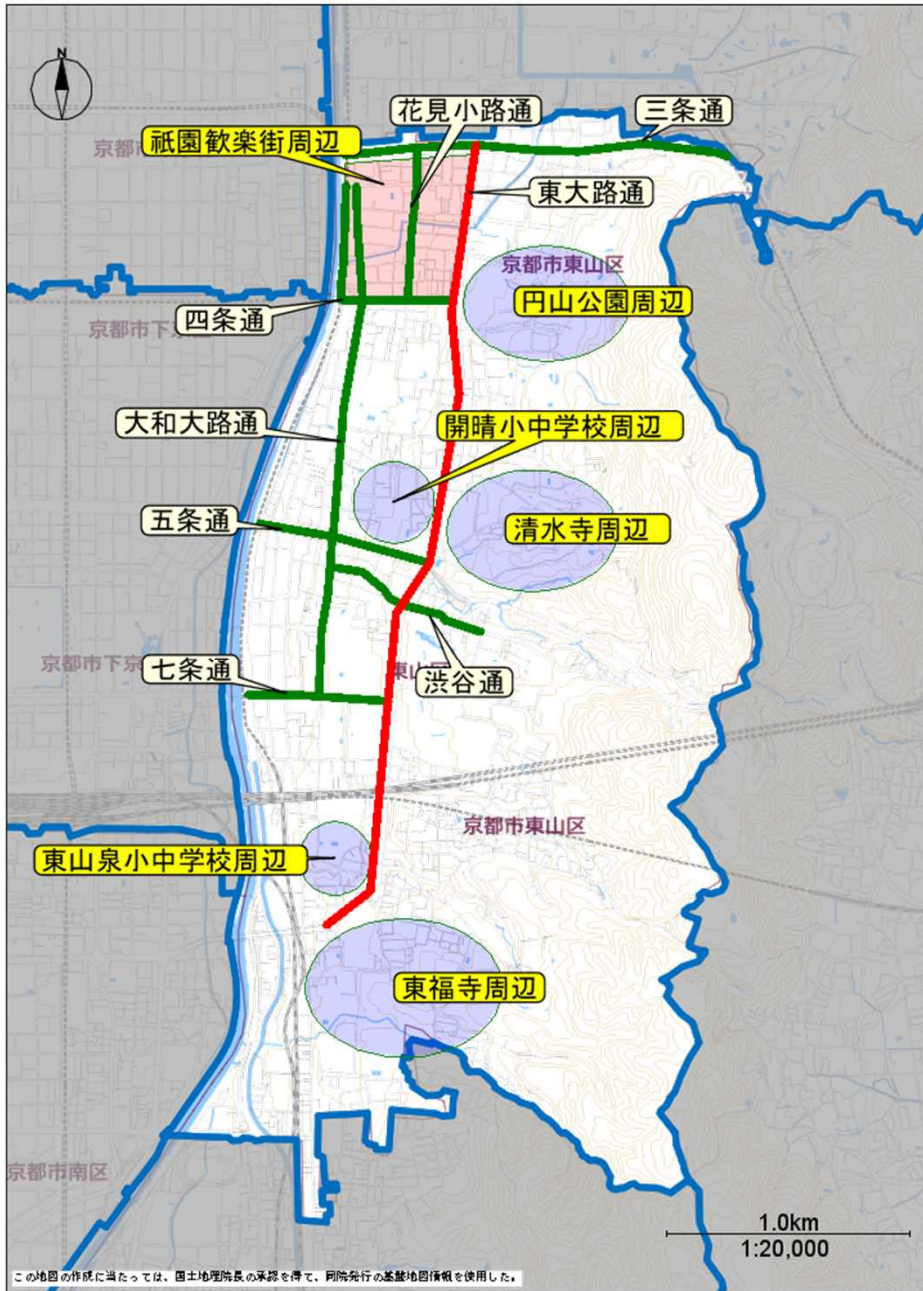 N
花見小路通
三条通
祇園歓楽街周辺
京都市
東大路通
京都市東山区
円山公園周辺
四条通
京都市下京区
大和大路通
開晴小中学校周辺
五条通
清水寺周辺
京都市下京
七条通
東山区
渋谷通
京都市東山区
東山泉小中学校周辺
東福寺周辺
京都市南区
1.0km
1:20,000
この地図の作成に当たっては、国土地理院長の承認を得て、同院発行の基盤地図情報を使用した。